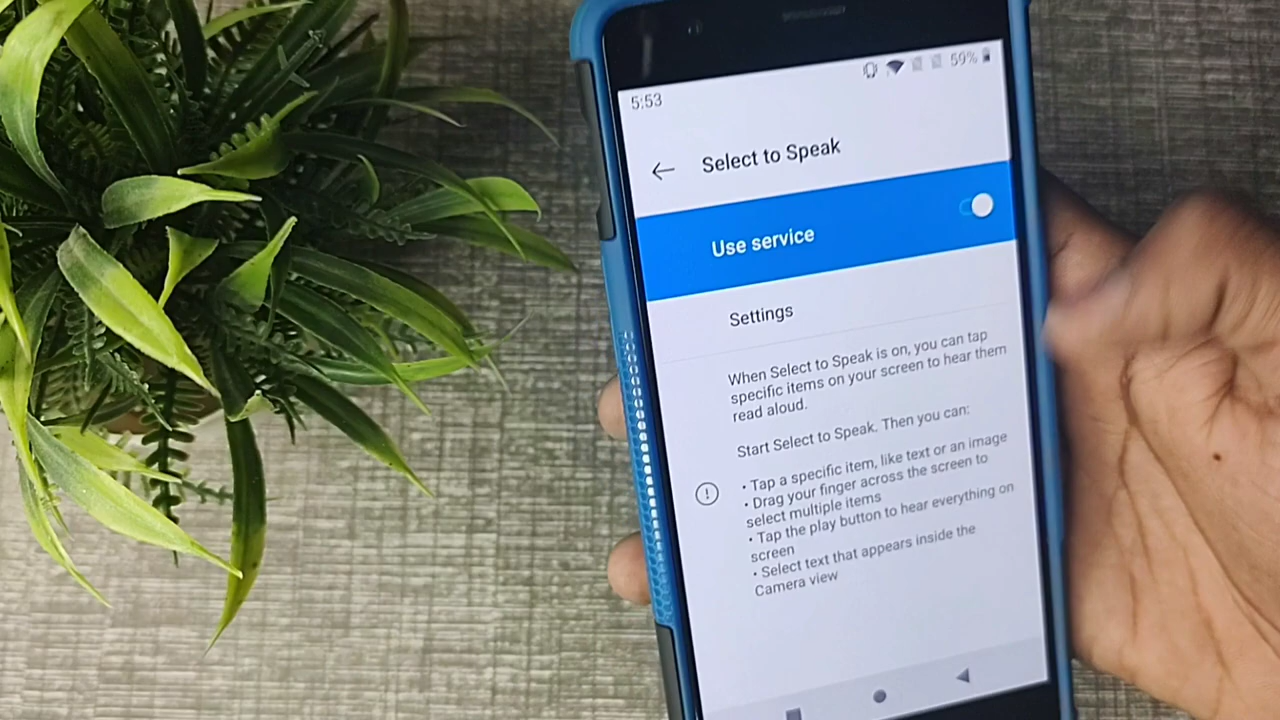 5:53
59%
Select to Speak
Use service
Settings
When Select to Speak is on, you can tap
specific items on your screen to hear them
read aloud.
Start Select to Speak. Then you can:
• Tap a specific item, like text or an image
• Drag your finger across the screen to
select multiple items
• Tap the play button to hear everything on
screen
• Select text that appears inside the
Camera view